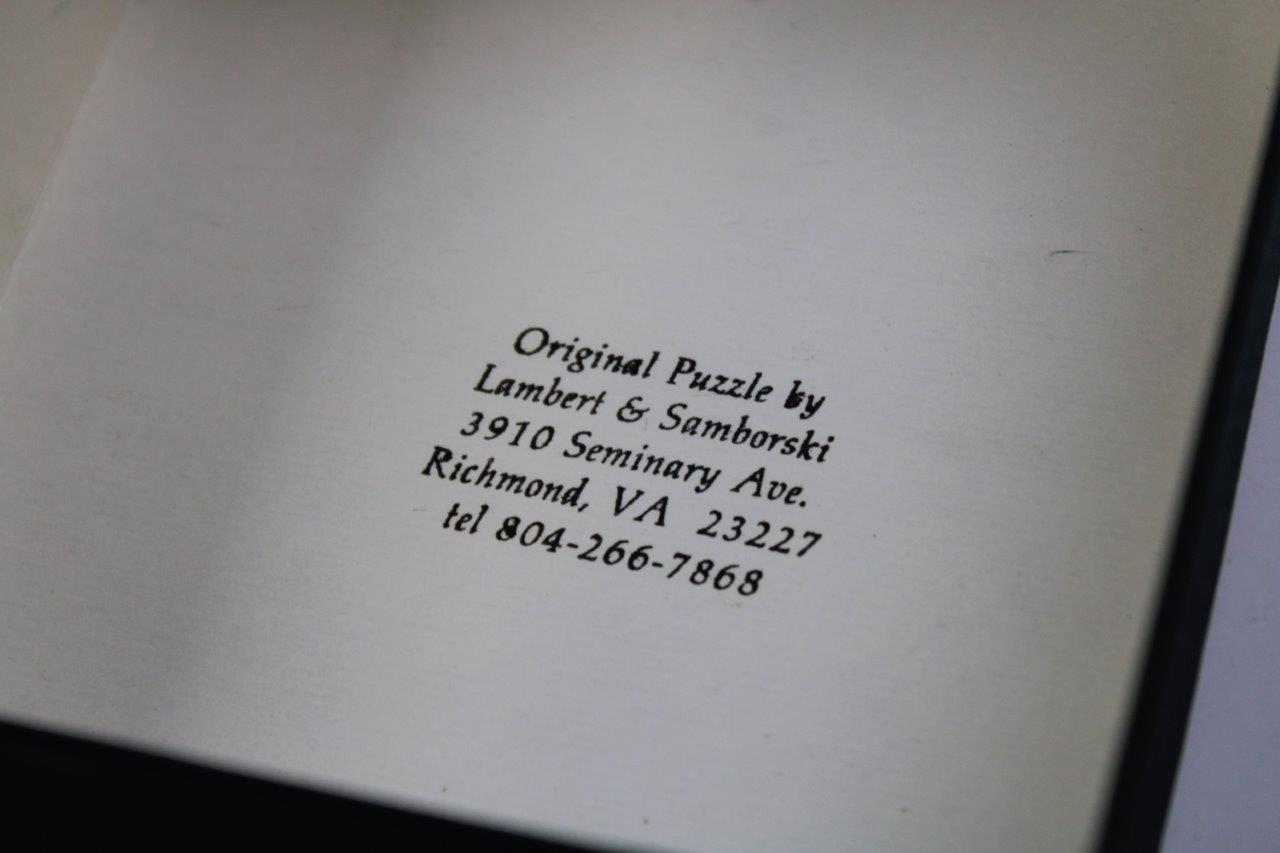 Original Puzzle by
Lambert & Samborski
3910 Seminary Ave.
Richmond, VA 23227
tel 804-266-7868